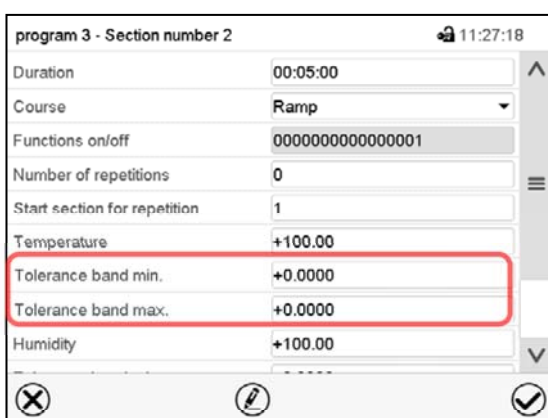 program 3 - Section number 2 11:27:18
Duration 00:05:00
Course Ramp
Functions on/off 0000000000000001
Number of repetitions 0
Start section for repetition 1
Temperature +100.00
Tolerance band min. +0.0000
Tolerance band max. +0.0000
Humidity +100.00